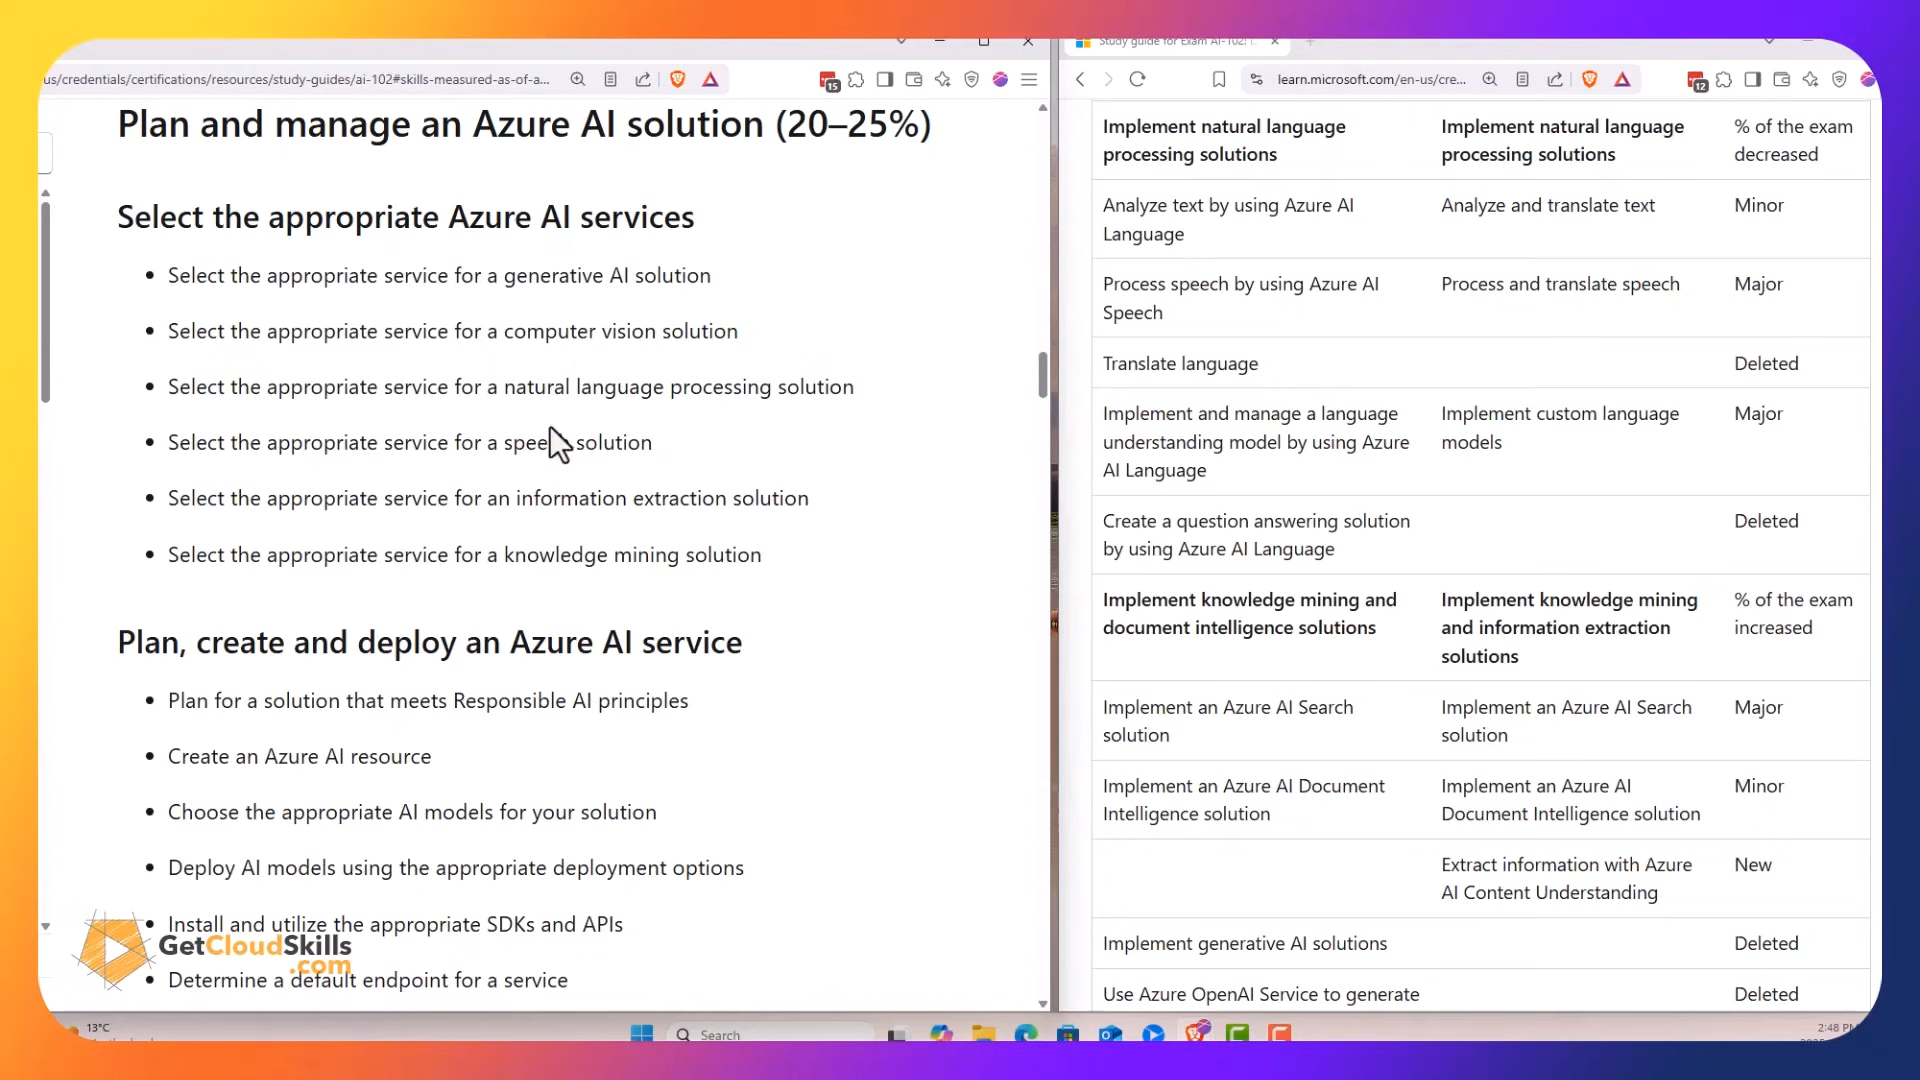 us/credentials/certifications/resources/study-guides/ai-102#skills-measured-as-of-a...
15
Plan and manage an Azure AI solution (20–25%)
Select the appropriate Azure AI services
• Select the appropriate service for a generative AI solution
• Select the appropriate service for a computer vision solution
• Select the appropriate service for a natural language processing solution
• Select the appropriate service for a solution
• Select the appropriate service for an information extraction solution
• Select the appropriate service for a knowledge mining solution
Plan, create and deploy an Azure AI service
• Plan for a solution that meets Responsible AI principles
• Create an Azure AI resource
• Choose the appropriate AI models for your solution
• Deploy AI models using the appropriate deployment options
• Install and utilize the appropriate SDKs and APIs
• Determine a default endpoint for a service
GetCloudSkills
.com
Study guide for Exam AI-102:
learn.microsoft.com/en-us/cre...
12
Implement natural language
processing solutions
Implement natural language
processing solutions
% of the exam
decreased
Analyze text by using Azure AI
Language
Analyze and translate text
Minor
Process speech by using Azure AI
Speech
Process and translate speech
Major
Translate language
Deleted
Implement and manage a language
understanding model by using Azure
AI Language
Implement custom language
models
Major
Create a question answering solution
by using Azure AI Language
Deleted
Implement knowledge mining and
document intelligence solutions
Implement knowledge mining
and information extraction
solutions
% of the exam
increased
Implement an Azure AI Search
solution
Implement an Azure AI Search
solution
Major
Implement an Azure AI Document
Intelligence solution
Implement an Azure AI
Document Intelligence solution
Minor
Extract information with Azure
AI Content Understanding
New
Implement generative AI solutions
Deleted
Use Azure OpenAI Service to generate
Deleted
13°C
Search
2:48 PM